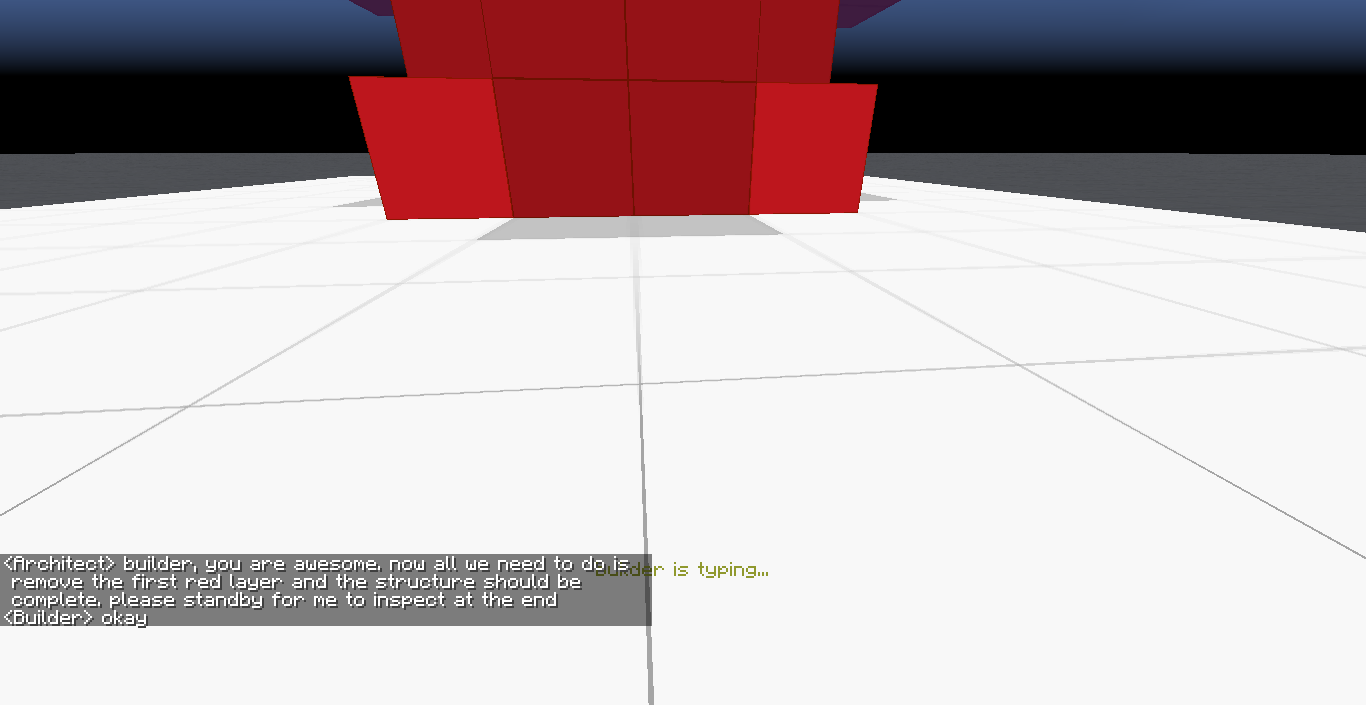 <Architect> builder, you are awesome, now all we need to do is
remove the first red layer and the structure should be
complete, please standby for me to inspect at the end
<Builder> okay
Builder is typing...